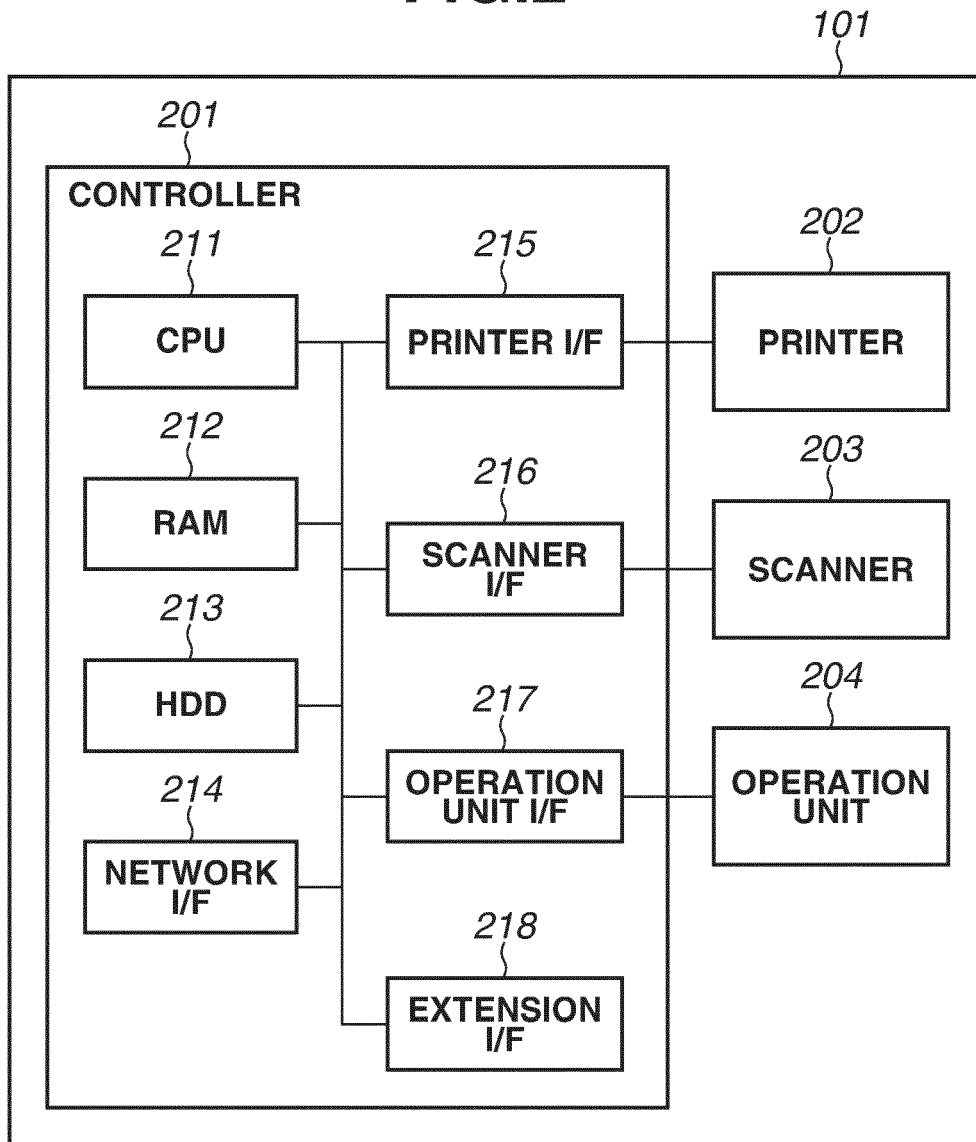 101
201
CONTROLLER
211
CPU
215
PRINTER I/F
202
PRINTER
212
RAM
216
SCANNER
I/F
203
SCANNER
213
HDD
217
OPERATION
UNIT I/F
204
OPERATION
UNIT
214
NETWORK
I/F
218
EXTENSION
I/F